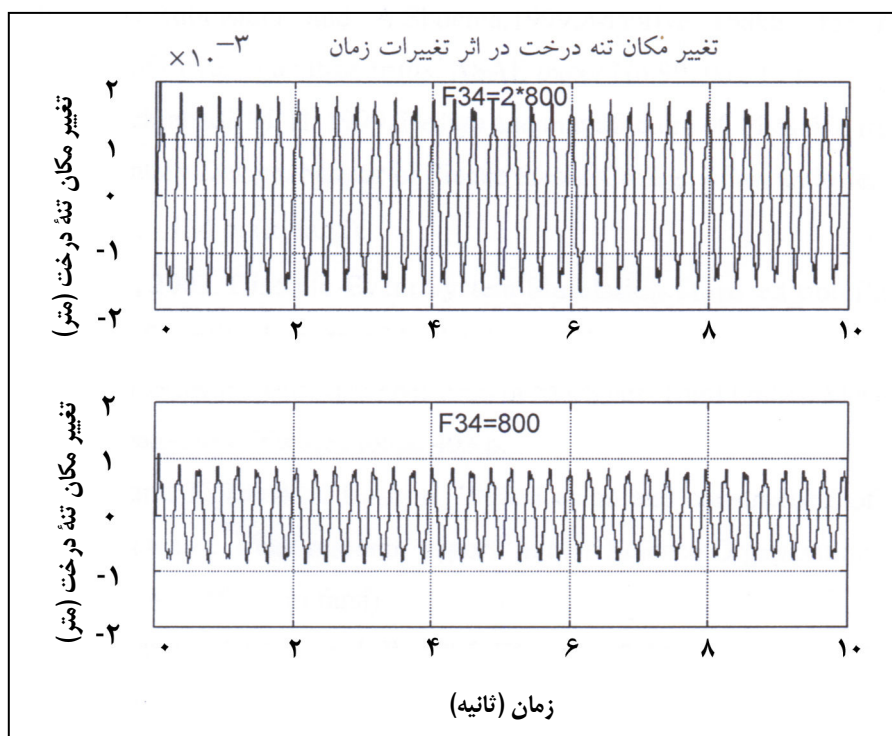 تغییر مکان تنه درخت در اثر تغییرات زمان
×۱۰−۳
F34=2*800
تغییر مکان تنهٔ درخت (متر)
۲
۱
۰
-۱
-۲
۰ ۲ ۴ ۶ ۸ ۱۰
F34=800
تغییر مکان تنهٔ درخت (متر)
۲
۱
۰
-۱
-۲
۰ ۲ ۴ ۶ ۸ ۱۰
زمان (ثانیه)